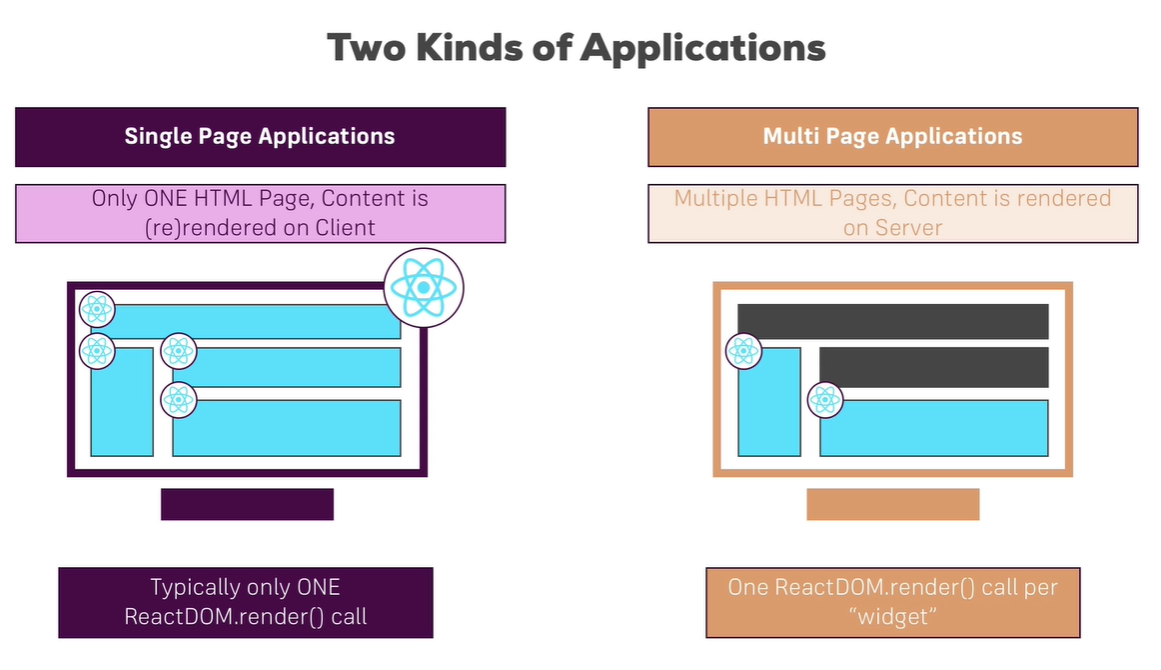 Two Kinds of Applications
Single Page Applications
Multi Page Applications
Only ONE HTML Page, Content is
(re)rendered on Client
Multiple HTML Pages, Content is rendered
on Server
Typically only ONE
ReactDOM.render() call
One ReactDOM.render() call per
“widget”